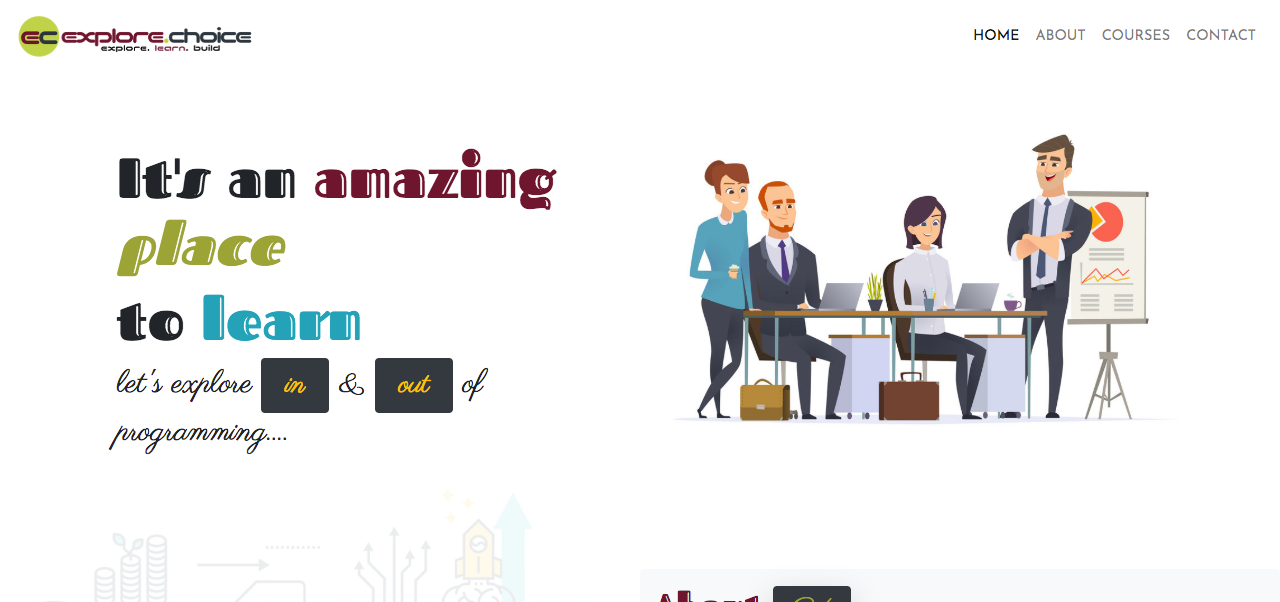 EC explore.choice
explore. learn. build
HOME ABOUT COURSES CONTACT
It's an amazing
place
to learn
let's explore in & out of
programming....
About